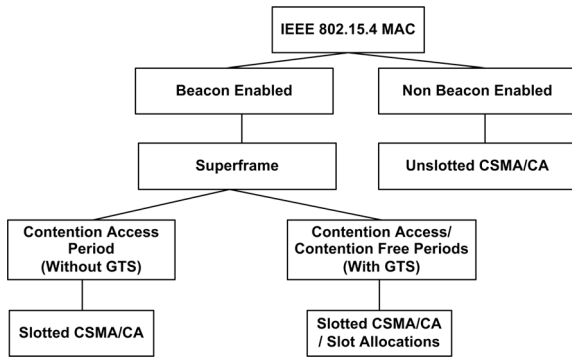 IEEE 802.15.4 MAC
Beacon Enabled
Non Beacon Enabled
Superframe
Unslotted CSMA/CA
Contention Access
Period
(Without GTS)
Contention Access/
Contention Free Periods
(With GTS)
Slotted CSMA/CA
Slotted CSMA/CA
/ Slot Allocations